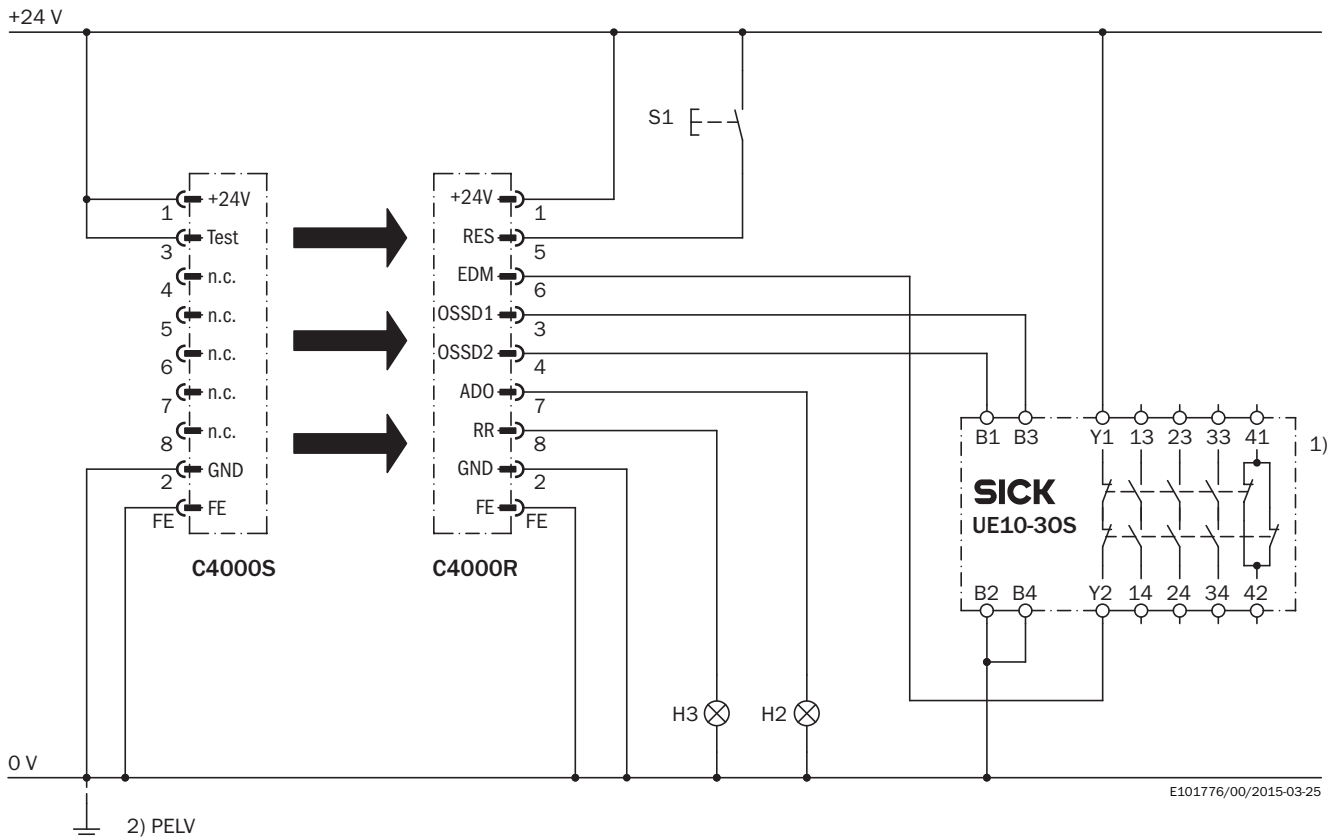 +24 V
S1
1 +24V
3 Test
4 n.c.
5 n.c.
6 n.c.
7 n.c.
8 n.c.
2 GND
FE FE
C4000S
+24V 1
RES 5
EDM 6
OSSD1 3
OSSD2 4
ADO 7
RR 8
GND 2
FE FE
C4000R
B1 B3 Y1 13 23 33 41
1)
SICK
UE10-30S
B2 B4 Y2 14 24 34 42
H3
H2
0 V
E101776/00/2015-03-25
2) PELV